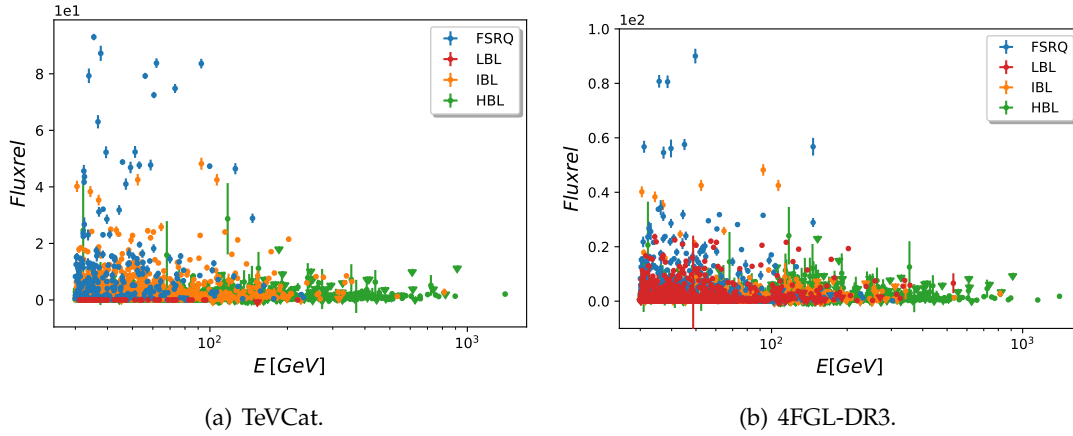 1e1
8
6
4
2
0
Fluxrel
10²
10³
E [GeV]
FSRQ
LBL
IBL
HBL
(a) TeVCat.
1e2
1.0
0.8
0.6
0.4
0.2
0.0
Fluxrel
10²
10³
E [GeV]
FSRQ
LBL
IBL
HBL
(b) 4FGL-DR3.